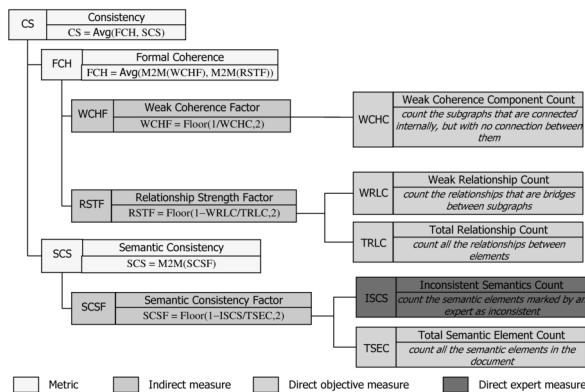 CS
Consistency
CS = Avg(FCH, SCS)
FCH
Formal Coherence
FCH = Avg(M2M(WCHF), M2M(RSTF))
WCHF
Weak Coherence Factor
WCHF = Floor(1/WCHC,2)
WCHC
Weak Coherence Component Count
count the subgraphs that are connected
internally, but with no connection between
them
RSTF
Relationship Strength Factor
RSTF = Floor(1−WRLC/TRLC,2)
WRLC
Weak Relationship Count
count the relationships that are bridges
between subgraphs
TRLC
Total Relationship Count
count all the relationships between
elements
SCS
Semantic Consistency
SCS = M2M(SCSF)
SCSF
Semantic Consistency Factor
SCSF = Floor(1−ISCS/TSEC,2)
ISCS
Inconsistent Semantics Count
count the semantic elements marked by an
expert as inconsistent
TSEC
Total Semantic Element Count
count all the semantic elements in the
document
Metric
Indirect measure
Direct objective measure
Direct expert measure